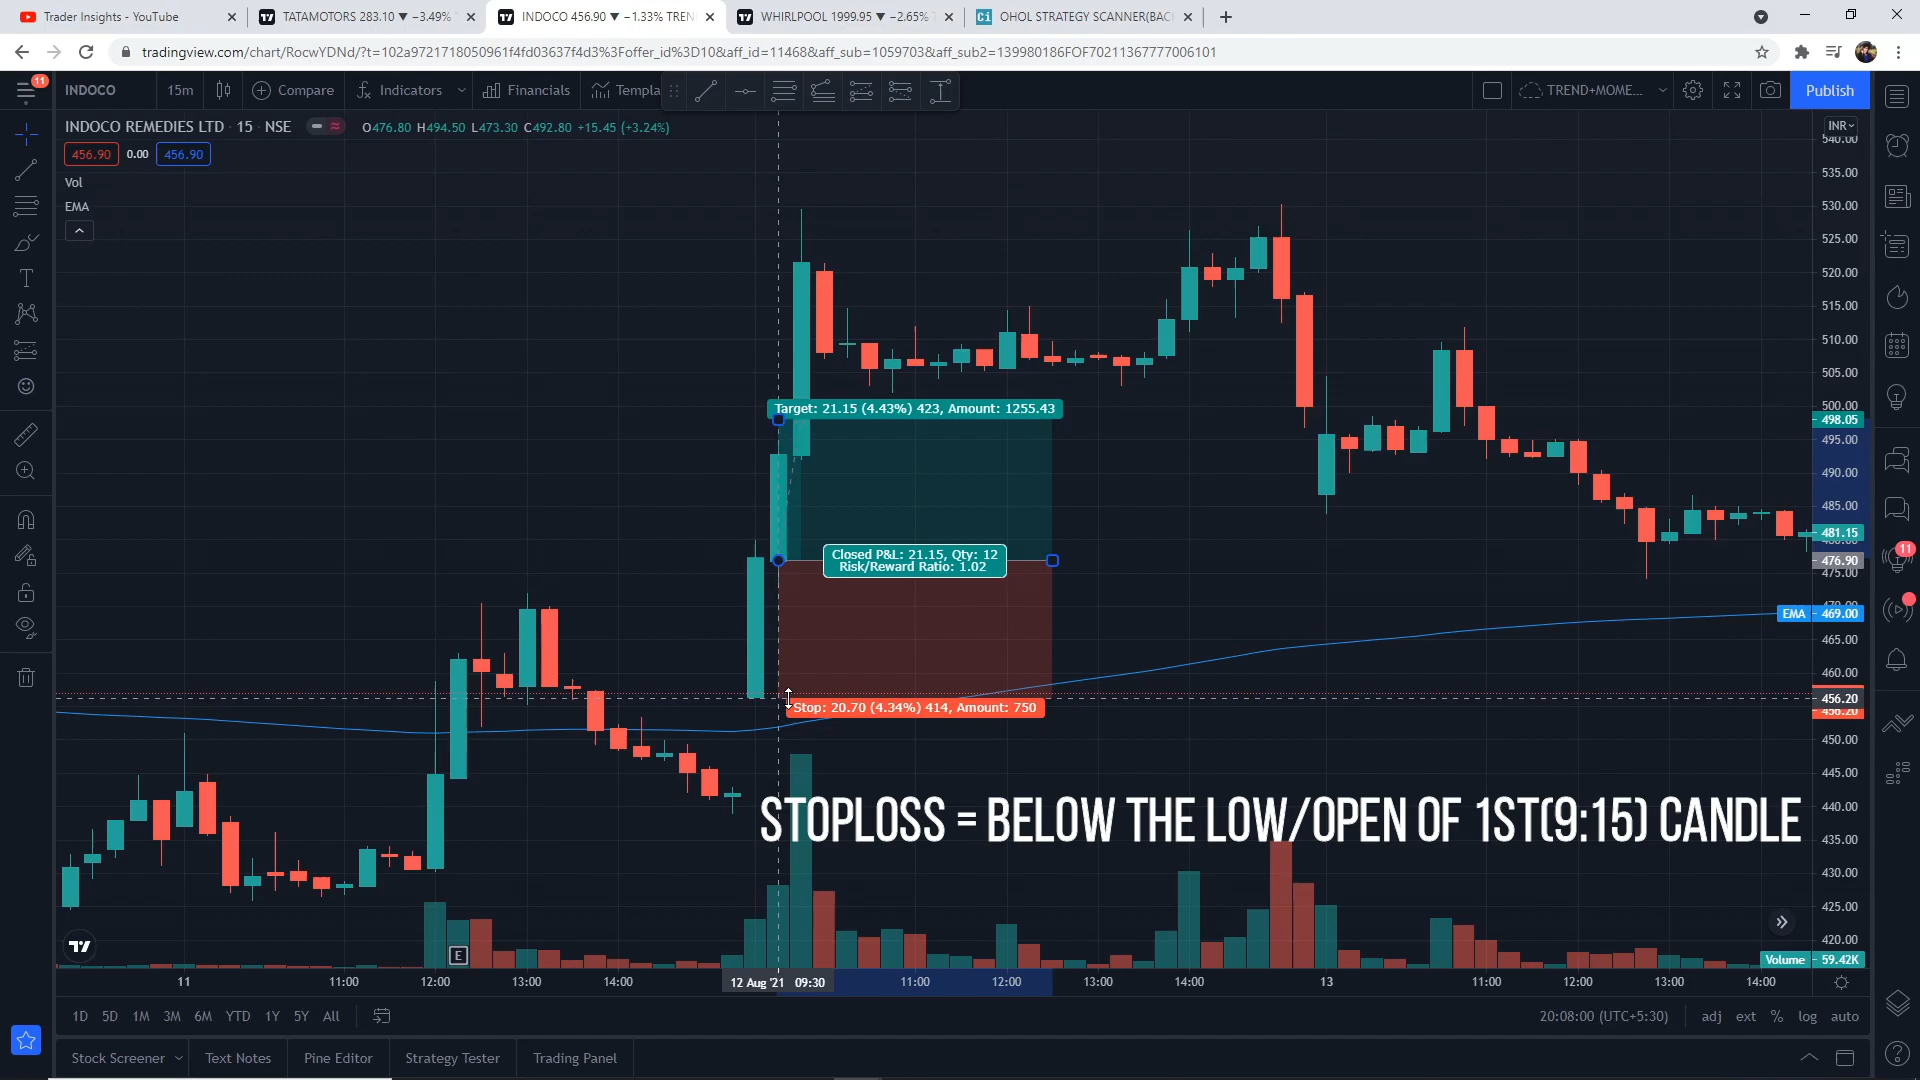 Trader Insights - YouTube
TATAMOTORS 283.10 ▼ −3.49%
INDOCO 456.90 ▼ −1.33% TREN
WHIRLPOOL 1999.95 ▼ −2.65%
Ci OHOL STRATEGY SCANNER(BAC
tradingview.com/chart/RocwYDNd/?t=102a9721718050961f4fd03637f4d3%3Foffer_id%3D10&aff_id=11468&aff_sub=1059703&aff_sub2=139980186FOF70211367777006101
11
INDOCO
15m
Compare
Indicators
Financials
Templa
TREND+MOME...
Publish
INDOCO REMEDIES LTD · 15 · NSE
O476.80 H494.50 L473.30 C492.80 +15.45 (+3.24%)
INR
456.90 0.00 456.90
Vol
EMA
540.00
535.00
530.00
525.00
520.00
515.00
510.00
505.00
500.00
498.05
495.00
490.00
485.00
481.15
476.90
475.00
470.00
EMA 469.00
465.00
460.00
456.20
450.00
445.00
440.00
435.00
430.00
425.00
420.00
Volume 59.42K
11
Target: 21.15 (4.43%) 423, Amount: 1255.43
Closed P&L: 21.15, Qty: 12
Risk/Reward Ratio: 1.02
Stop: 20.70 (4.34%) 414, Amount: 750
STOPLOSS = BELOW THE LOW/OPEN OF 1ST(9:15) CANDLE
E
11 11:00 12:00 13:00 14:00 12 Aug '21 09:30 11:00 12:00 13:00 14:00 13 11:00 12:00 13:00 14:00
1D 5D 1M 3M 6M YTD 1Y 5Y All
20:08:00 (UTC+5:30) adj ext % log auto
Stock Screener Text Notes Pine Editor Strategy Tester Trading Panel